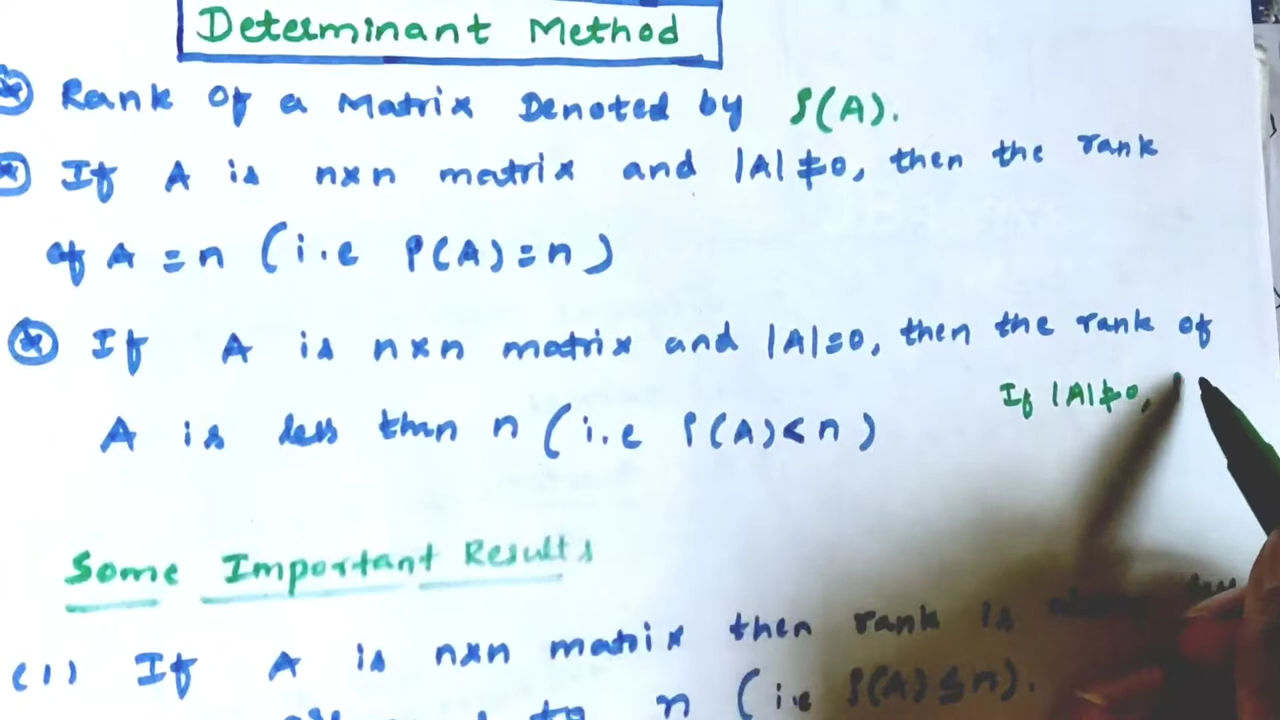 Determinant Method
Rank of a Matrix Denoted by ρ(A).
If A is n×n matrix and |A|≠0, then the rank
of A = n (i.e ρ(A)=n)
If A is n×n matrix and |A|=0, then the rank of
A is less than n (i.e ρ(A)<n)
If |A|≠0,
Some Important Results
(1) If A is n×n matrix then rank is
to n (i.e ρ(A)≤n).